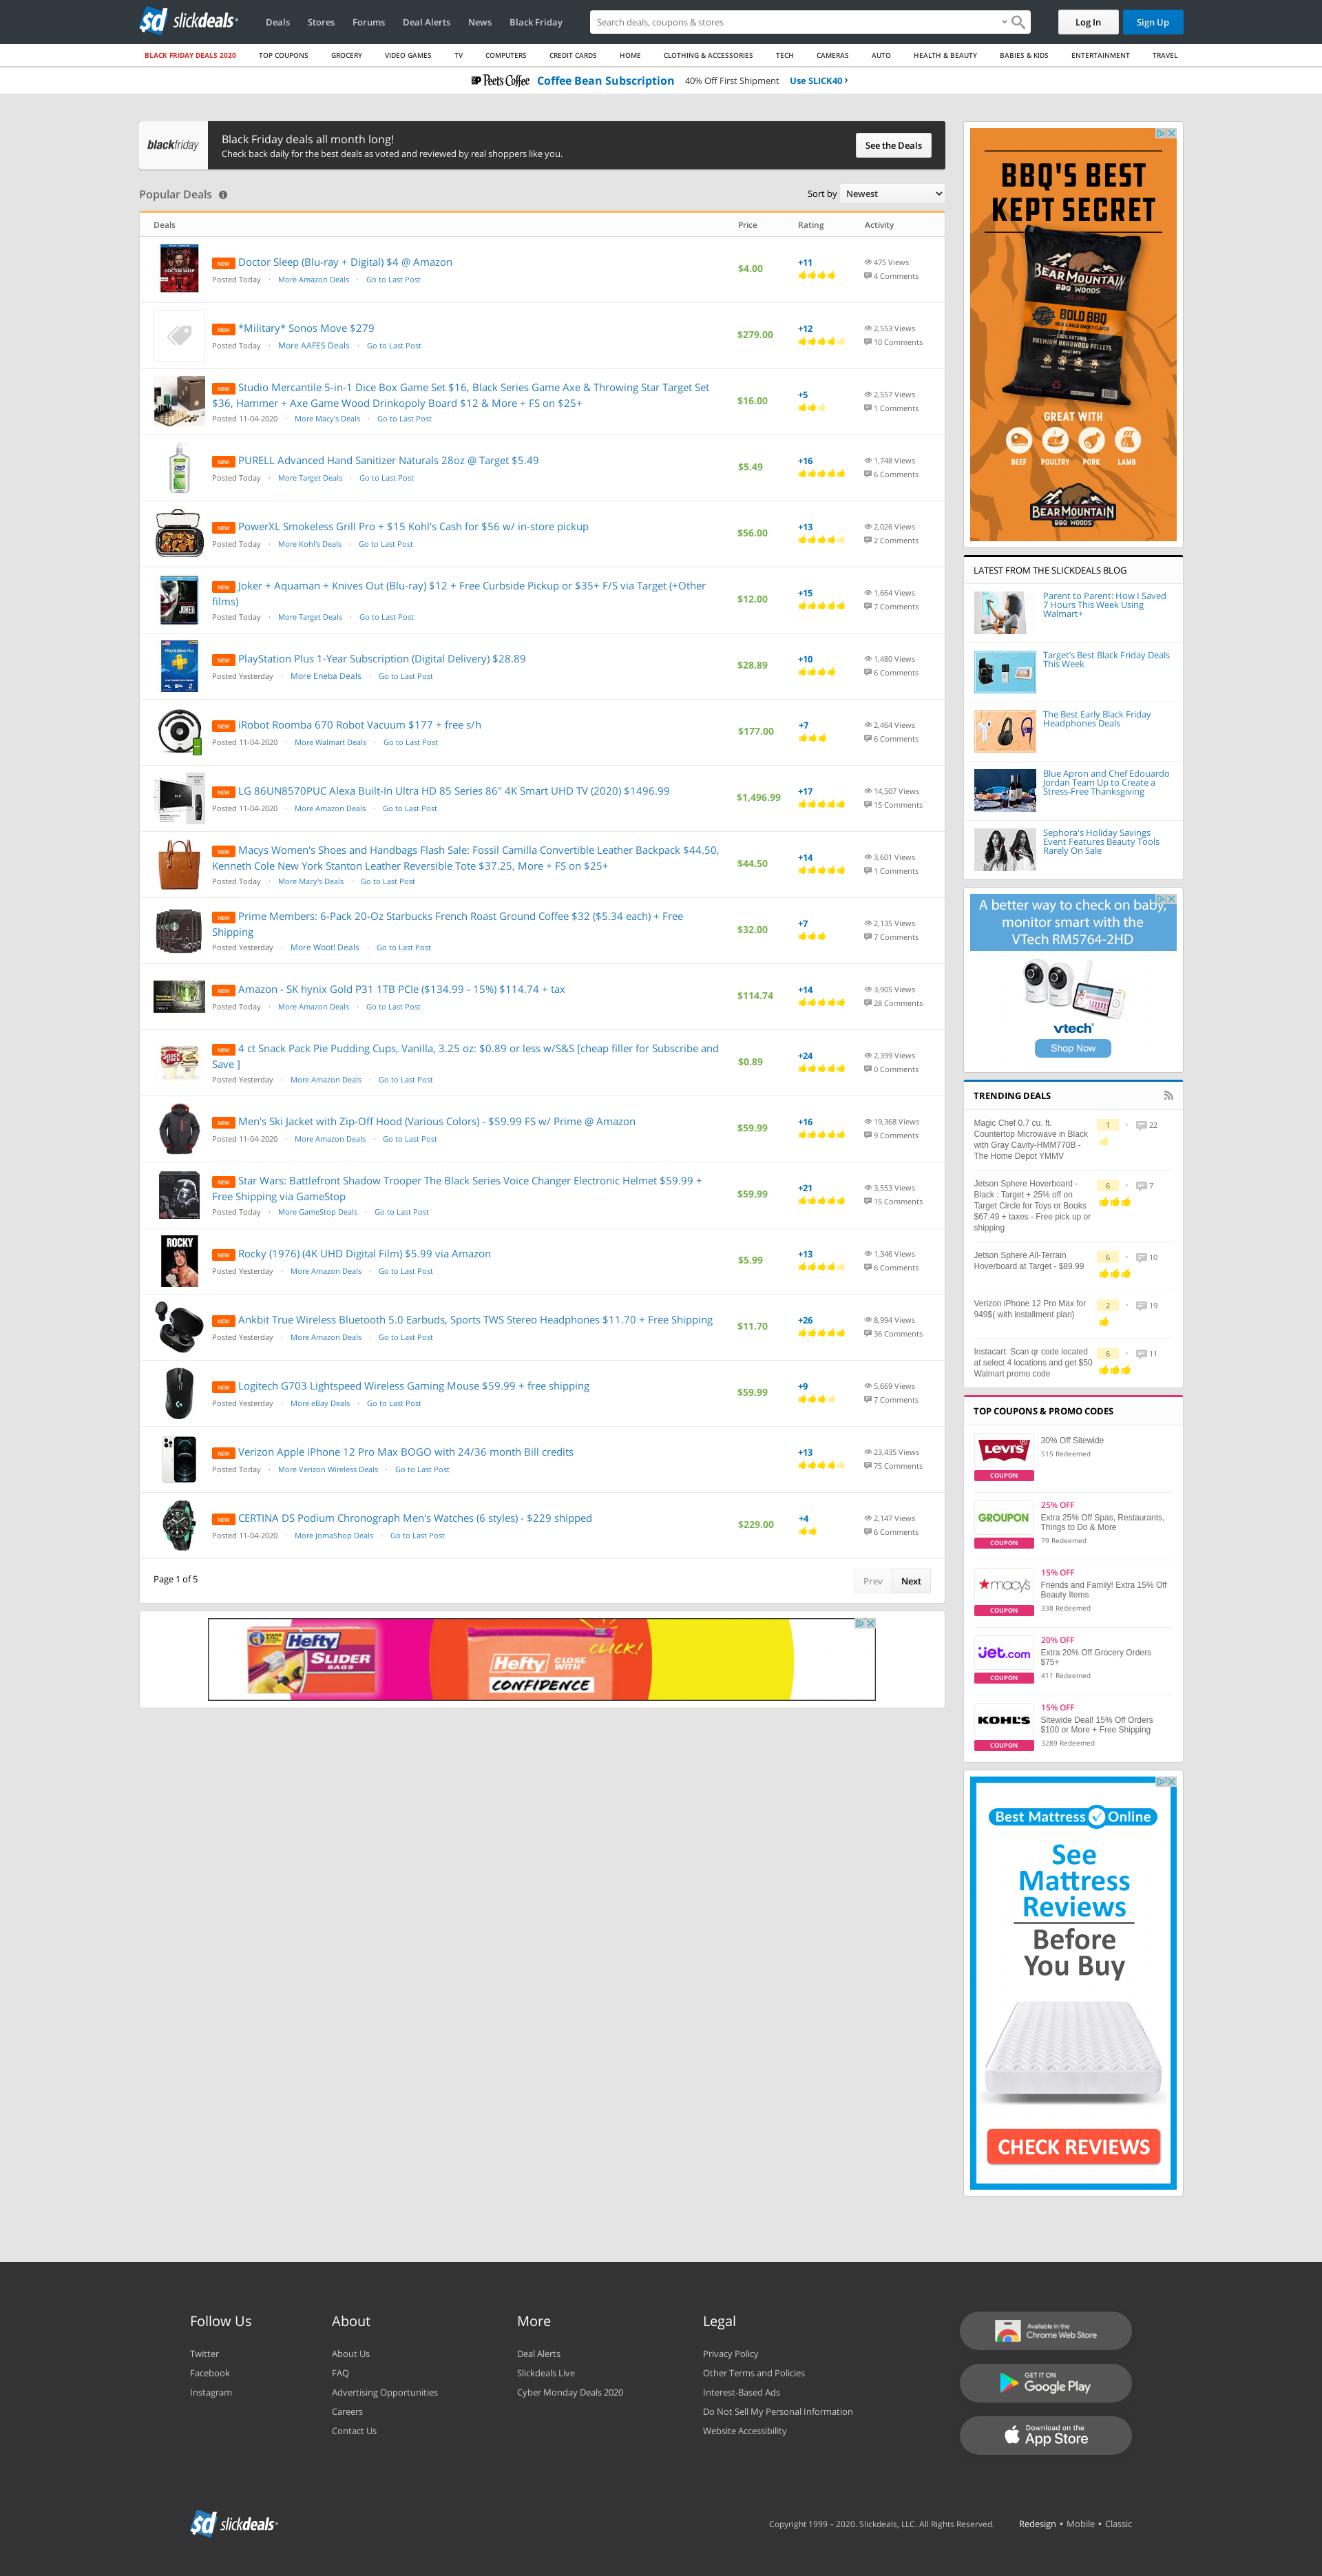 slickdeals
Deals
Stores
Forums
Deal Alerts
News
Black Friday
Search deals, coupons & stores
Log In
Sign Up
BLACK FRIDAY DEALS 2020
TOP COUPONS
GROCERY
VIDEO GAMES
TV
COMPUTERS
CREDIT CARDS
HOME
CLOTHING & ACCESSORIES
TECH
CAMERAS
AUTO
HEALTH & BEAUTY
BABIES & KIDS
ENTERTAINMENT
TRAVEL
Peet's Coffee Coffee Bean Subscription 40% Off First Shipment Use SLICK40 ›
blackfriday
Black Friday deals all month long!
Check back daily for the best deals as voted and reviewed by real shoppers like you.
See the Deals
Popular Deals
Sort by Newest
Deals Price Rating Activity
NEW Doctor Sleep (Blu-ray + Digital) $4 @ Amazon
Posted Today · More Amazon Deals · Go to Last Post
$4.00
+11
475 Views
4 Comments
NEW *Military* Sonos Move $279
Posted Today · More AAFES Deals · Go to Last Post
$279.00
+12
2,553 Views
10 Comments
NEW Studio Mercantile 5-in-1 Dice Box Game Set $16, Black Series Game Axe & Throwing Star Target Set
$36, Hammer + Axe Game Wood Drinkopoly Board $12 & More + FS on $25+
Posted 11-04-2020 · More Macy's Deals · Go to Last Post
$16.00
+5
2,557 Views
1 Comments
NEW PURELL Advanced Hand Sanitizer Naturals 28oz @ Target $5.49
Posted Today · More Target Deals · Go to Last Post
$5.49
+16
1,748 Views
6 Comments
NEW PowerXL Smokeless Grill Pro + $15 Kohl's Cash for $56 w/ in-store pickup
Posted Today · More Kohl's Deals · Go to Last Post
$56.00
+13
2,026 Views
2 Comments
NEW Joker + Aquaman + Knives Out (Blu-ray) $12 + Free Curbside Pickup or $35+ F/S via Target (+Other
films)
Posted Today · More Target Deals · Go to Last Post
$12.00
+15
1,664 Views
7 Comments
NEW PlayStation Plus 1-Year Subscription (Digital Delivery) $28.89
Posted Yesterday · More Eneba Deals · Go to Last Post
$28.89
+10
1,480 Views
6 Comments
NEW iRobot Roomba 670 Robot Vacuum $177 + free s/h
Posted 11-04-2020 · More Walmart Deals · Go to Last Post
$177.00
+7
2,464 Views
6 Comments
NEW LG 86UN8570PUC Alexa Built-In Ultra HD 85 Series 86" 4K Smart UHD TV (2020) $1496.99
Posted 11-04-2020 · More Amazon Deals · Go to Last Post
$1,496.99
+17
14,507 Views
15 Comments
NEW Macys Women's Shoes and Handbags Flash Sale: Fossil Camilla Convertible Leather Backpack $44.50,
Kenneth Cole New York Stanton Leather Reversible Tote $37.25, More + FS on $25+
Posted Today · More Macy's Deals · Go to Last Post
$44.50
+14
3,601 Views
1 Comments
NEW Prime Members: 6-Pack 20-Oz Starbucks French Roast Ground Coffee $32 ($5.34 each) + Free
Shipping
Posted Yesterday · More Woot! Deals · Go to Last Post
$32.00
+7
2,135 Views
7 Comments
NEW Amazon - SK hynix Gold P31 1TB PCIe ($134.99 - 15%) $114.74 + tax
Posted Today · More Amazon Deals · Go to Last Post
$114.74
+14
3,905 Views
28 Comments
NEW 4 ct Snack Pack Pie Pudding Cups, Vanilla, 3.25 oz: $0.89 or less w/S&S [cheap filler for Subscribe and
Save ]
Posted Yesterday · More Amazon Deals · Go to Last Post
$0.89
+24
2,399 Views
0 Comments
NEW Men's Ski Jacket with Zip-Off Hood (Various Colors) - $59.99 FS w/ Prime @ Amazon
Posted 11-04-2020 · More Amazon Deals · Go to Last Post
$59.99
+16
19,368 Views
9 Comments
NEW Star Wars: Battlefront Shadow Trooper The Black Series Voice Changer Electronic Helmet $59.99 +
Free Shipping via GameStop
Posted Today · More GameStop Deals · Go to Last Post
$59.99
+21
3,553 Views
15 Comments
NEW Rocky (1976) (4K UHD Digital Film) $5.99 via Amazon
Posted Yesterday · More Amazon Deals · Go to Last Post
$5.99
+13
1,346 Views
6 Comments
NEW Ankbit True Wireless Bluetooth 5.0 Earbuds, Sports TWS Stereo Headphones $11.70 + Free Shipping
Posted Yesterday · More Amazon Deals · Go to Last Post
$11.70
+26
8,994 Views
36 Comments
NEW Logitech G703 Lightspeed Wireless Gaming Mouse $59.99 + free shipping
Posted Yesterday · More eBay Deals · Go to Last Post
$59.99
+9
5,669 Views
7 Comments
NEW Verizon Apple iPhone 12 Pro Max BOGO with 24/36 month Bill credits
Posted Today · More Verizon Wireless Deals · Go to Last Post
+13
23,435 Views
75 Comments
NEW CERTINA DS Podium Chronograph Men's Watches (6 styles) - $229 shipped
Posted 11-04-2020 · More JomaShop Deals · Go to Last Post
$229.00
+4
2,147 Views
6 Comments
Page 1 of 5
Prev Next
Hefty SLIDER BAGS
CLICK!
Hefty CLOSE WITH CONFIDENCE
BBQ'S BEST
KEPT SECRET
BEAR MOUNTAIN
BBQ WOODS
BOLD BBQ
GREAT WITH
BEEF POULTRY PORK LAMB
BEAR MOUNTAIN
BBQ WOODS
LATEST FROM THE SLICKDEALS BLOG
Parent to Parent: How I Saved
7 Hours This Week Using
Walmart+
Target's Best Black Friday Deals
This Week
The Best Early Black Friday
Headphones Deals
Blue Apron and Chef Edouardo
Jordan Team Up to Create a
Stress-Free Thanksgiving
Sephora's Holiday Savings
Event Features Beauty Tools
Rarely On Sale
A better way to check on baby,
monitor smart with the
VTech RM5764-2HD
vtech
Shop Now
TRENDING DEALS
Magic Chef 0.7 cu. ft.
Countertop Microwave in Black
with Gray Cavity-HMM770B -
The Home Depot YMMV
1 22
Jetson Sphere Hoverboard -
Black : Target + 25% off on
Target Circle for Toys or Books
$67.49 + taxes - Free pick up or
shipping
6 7
Jetson Sphere All-Terrain
Hoverboard at Target - $89.99
6 10
Verizon iPhone 12 Pro Max for
949$( with installment plan)
2 19
Instacart: Scan qr code located
at select 4 locations and get $50
Walmart promo code
6 11
TOP COUPONS & PROMO CODES
LEVI'S
COUPON
30% Off Sitewide
515 Redeemed
GROUPON
COUPON
25% OFF
Extra 25% Off Spas, Restaurants,
Things to Do & More
79 Redeemed
macy's
COUPON
15% OFF
Friends and Family! Extra 15% Off
Beauty Items
338 Redeemed
jet.com
COUPON
20% OFF
Extra 20% Off Grocery Orders
$75+
411 Redeemed
KOHL'S
COUPON
15% OFF
Sitewide Deal! 15% Off Orders
$100 or More + Free Shipping
3289 Redeemed
Best Mattress Online
See
Mattress
Reviews
Before
You Buy
CHECK REVIEWS
Follow Us
Twitter
Facebook
Instagram
About
About Us
FAQ
Advertising Opportunities
Careers
Contact Us
More
Deal Alerts
Slickdeals Live
Cyber Monday Deals 2020
Legal
Privacy Policy
Other Terms and Policies
Interest-Based Ads
Do Not Sell My Personal Information
Website Accessibility
Available in the
Chrome Web Store
GET IT ON
Google Play
Download on the
App Store
slickdeals
Copyright 1999 – 2020. Slickdeals, LLC. All Rights Reserved.
Redesign • Mobile • Classic